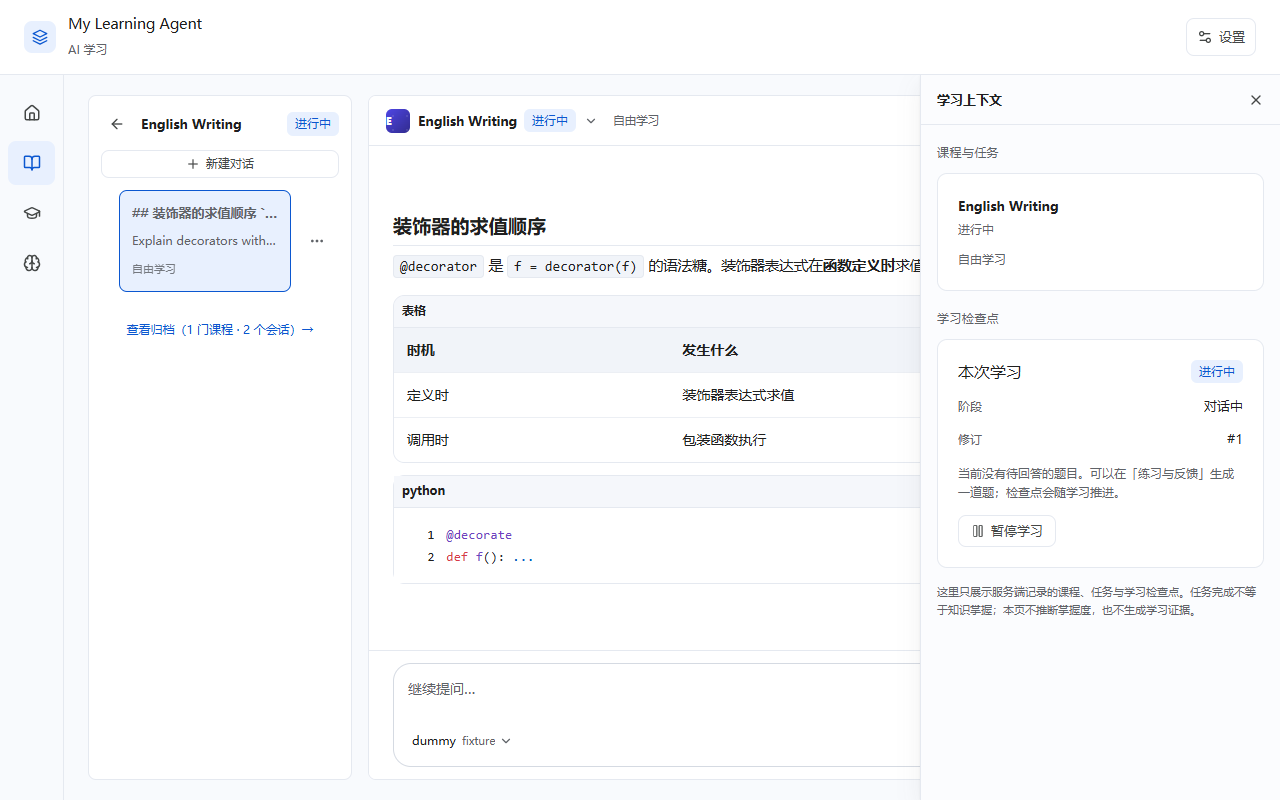 My Learning Agent
AI 学习
设置
English Writing
进行中
新建对话
## 装饰器的求值顺序 `...
Explain decorators with...
自由学习
查看归档（1 门课程 · 2 个会话）→
E
English Writing
进行中
自由学习
装饰器的求值顺序
@decorator 是 f = decorator(f) 的语法糖。装饰器表达式在函数定义时求值
表格
时机 发生什么
定义时 装饰器表达式求值
调用时 包装函数执行
python
1 @decorate
2 def f(): ...
继续提问...
dummy fixture
学习上下文
课程与任务
English Writing
进行中
自由学习
学习检查点
本次学习 进行中
阶段 对话中
修订 #1
当前没有待回答的题目。可以在「练习与反馈」生成
一道题；检查点会随学习推进。
暂停学习
这里只展示服务端记录的课程、任务与学习检查点。任务完成不等
于知识掌握；本页不推断掌握度，也不生成学习证据。